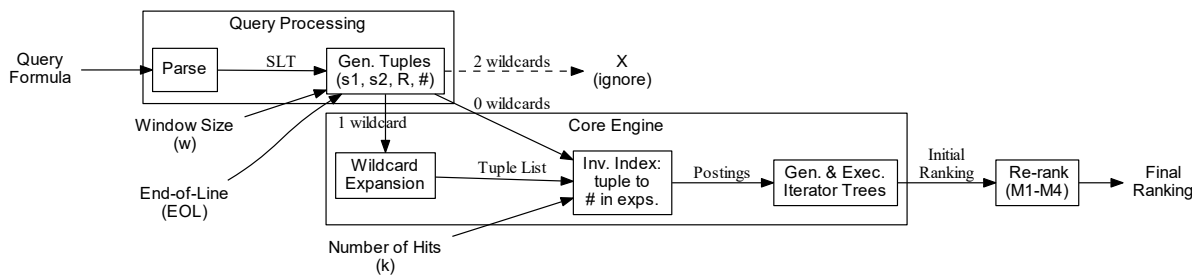 Query Processing
Query
Formula
Parse
SLT
Gen. Tuples
(s1, s2, R, #)
2 wildcards
X
(ignore)
0 wildcards
Window Size
(w)
1 wildcard
Core Engine
End-of-Line
(EOL)
Wildcard
Expansion
Tuple List
Inv. Index:
tuple to
# in exps.
Postings
Gen. & Exec.
Iterator Trees
Initial
Ranking
Re-rank
(M1-M4)
Final
Ranking
Number of Hits
(k)